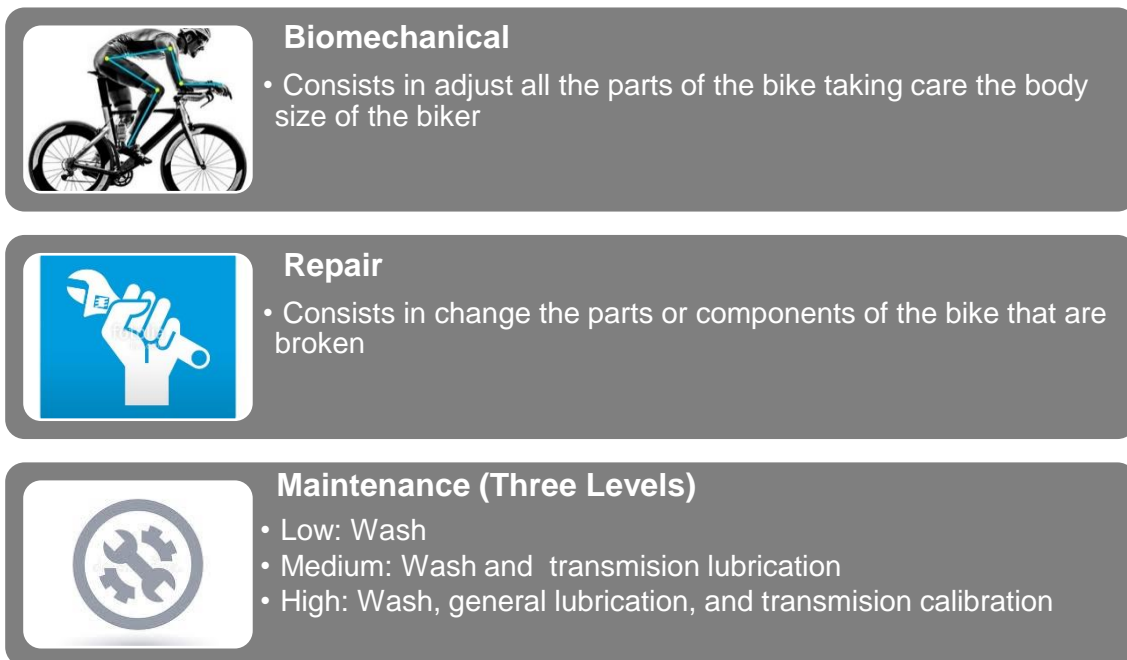 Biomechanical
• Consists in adjust all the parts of the bike taking care the body
size of the biker
Repair
• Consists in change the parts or components of the bike that are
broken
Maintenance (Three Levels)
• Low: Wash
• Medium: Wash and transmision lubrication
• High: Wash, general lubrication, and transmision calibration